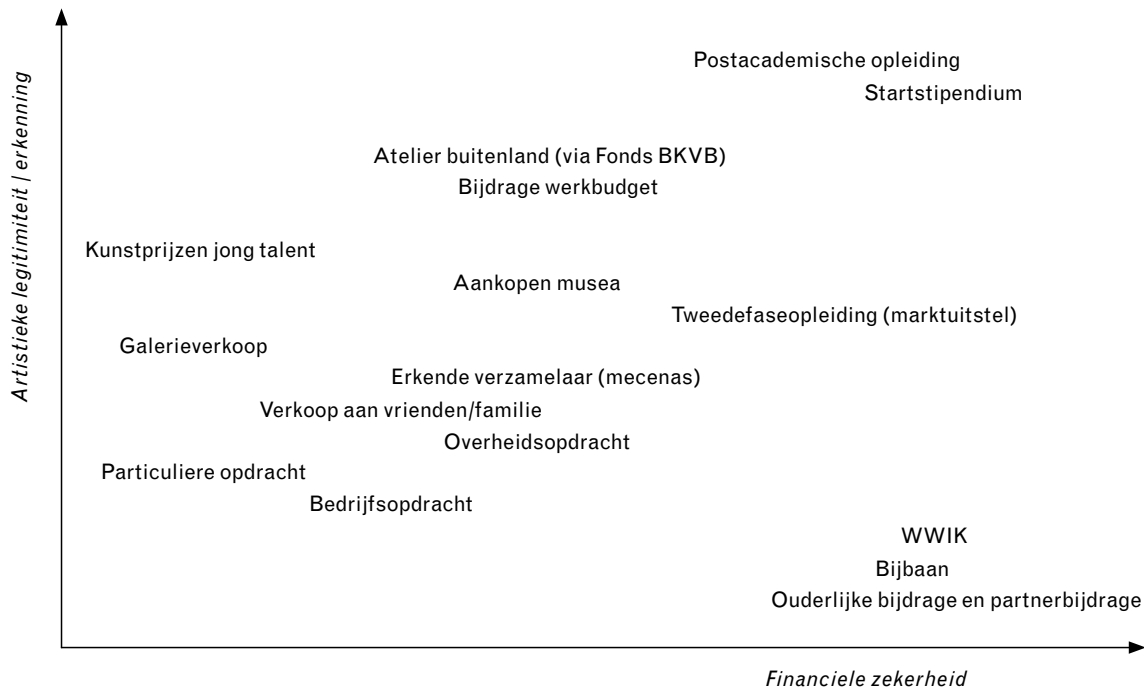 Artistieke legitimiteit | erkenning
Postacademische opleiding
Startstipendium
Atelier buitenland (via Fonds BKVB)
Bijdrage werkbudget
Kunstprijzen jong talent
Aankopen musea
Tweedefaseopleiding (marktuitstel)
Galerieverkoop
Erkende verzamelaar (mecenas)
Verkoop aan vrienden/familie
Overheidsopdracht
Particuliere opdracht
Bedrijfsopdracht
WWIK
Bijbaan
Ouderlijke bijdrage en partnerbijdrage
Financiele zekerheid